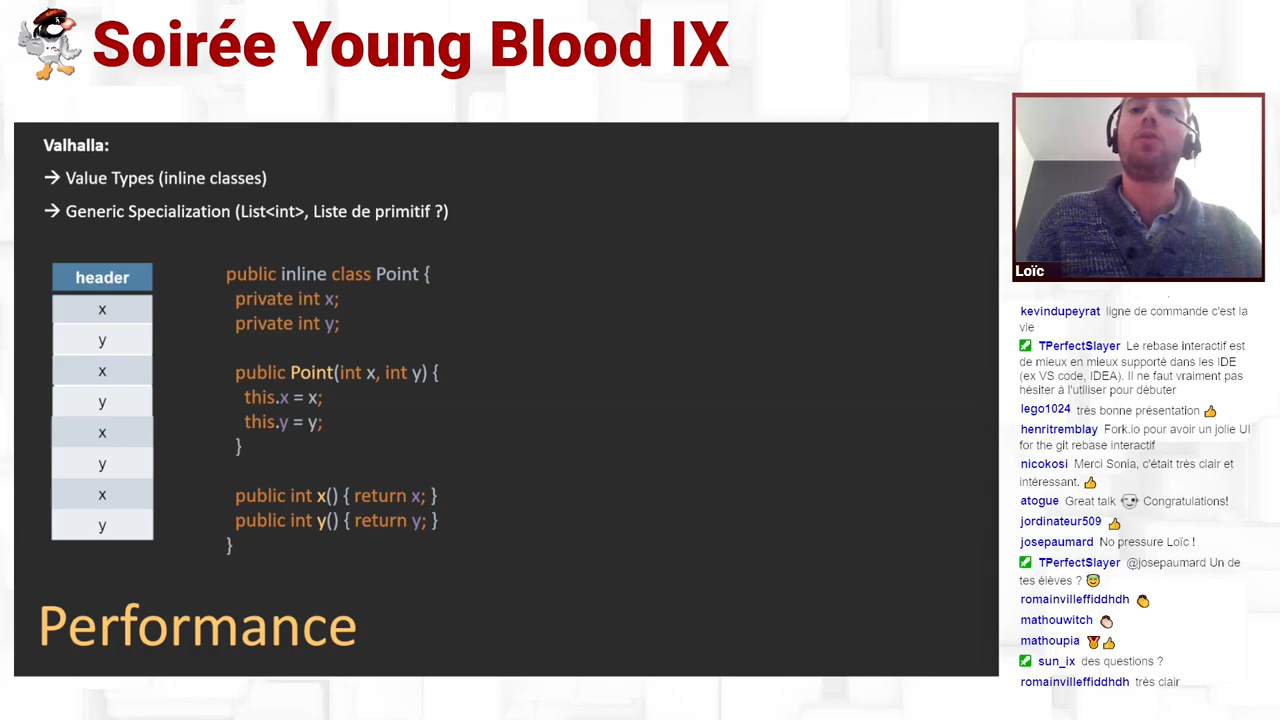 Soirée Young Blood IX
Valhalla:
→ Value Types (inline classes)
→ Generic Specialization (List<int>, Liste de primitif ?)
header
x
y
x
y
x
y
x
y
public inline class Point {
private int x;
private int y;
public Point(int x, int y) {
this.x = x;
this.y = y;
}
public int x() { return x; }
public int y() { return y; }
}
Performance
Loïc
kevindupeyrat ligne de commande c'est la
vie
TPerfectSlayer Le rebase interactif est
de mieux en mieux supporté dans les IDE
(ex VS code, IDEA). Il ne faut vraiment pas
hésiter à l'utiliser pour débuter
lego1024 très bonne présentation 👍
henritremblay Fork.io pour avoir un jolie UI
for the git rebase interactif
nicokosi Merci Sonia, c'était très clair et
intéressant. 👍
atogue Great talk Congratulations!
jordinateur509 👍
josepaumard No pressure Loïc !
TPerfectSlayer @josepaumard Un de
tes élèves ? 😇
romainvilleffiddhdh 👏
mathouwitch 👏
mathoupia 🏅👍
sun_ix des questions ?
romainvilleffiddhdh très clair